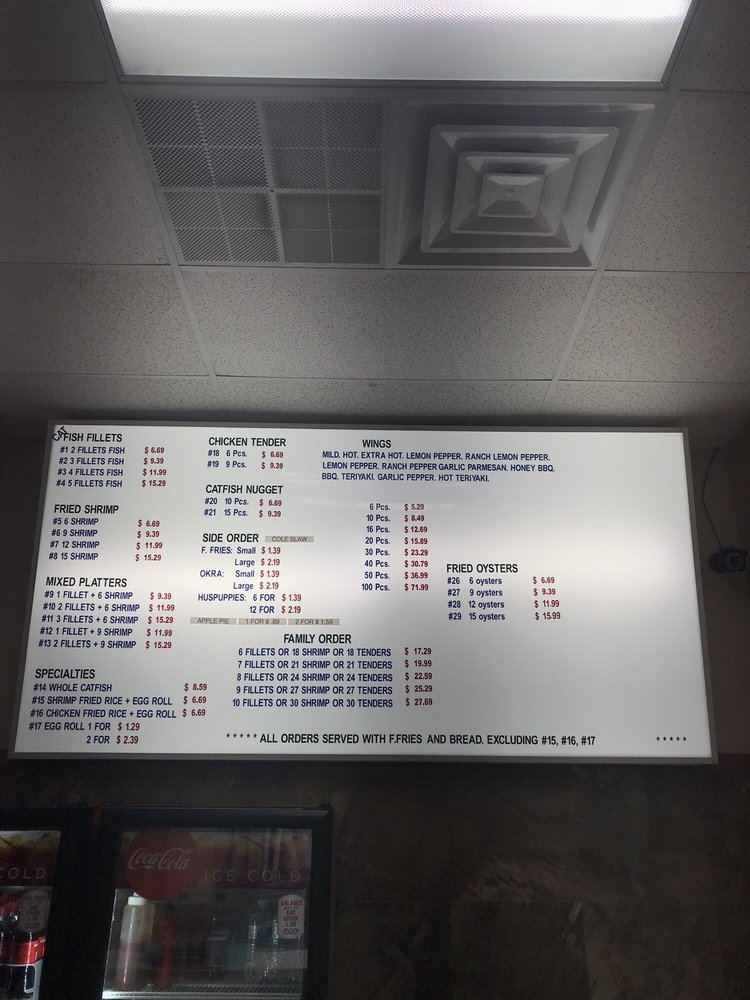 CATFISH FILLETS
#1 2 FILLETS FISH $ 6.69
#2 3 FILLETS FISH $ 9.39
#3 4 FILLETS FISH $ 11.99
#4 5 FILLETS FISH $ 15.29
FRIED SHRIMP
#5 6 SHRIMP $ 6.69
#6 9 SHRIMP $ 9.39
#7 12 SHRIMP $ 11.99
#8 15 SHRIMP $ 15.29
MIXED PLATTERS
#9 1 FILLET + 6 SHRIMP $ 9.39
#10 2 FILLETS + 6 SHRIMP $ 11.99
#11 3 FILLETS + 6 SHRIMP $ 15.29
#12 1 FILLET + 9 SHRIMP $ 11.99
#13 2 FILLETS + 9 SHRIMP $ 15.29
SPECIALTIES
#14 WHOLE CATFISH $ 8.59
#15 SHRIMP FRIED RICE + EGG ROLL $ 6.69
#16 CHICKEN FRIED RICE + EGG ROLL $ 6.69
#17 EGG ROLL 1 FOR $ 1.29
2 FOR $ 2.39
CHICKEN TENDER
#18 6 Pcs. $ 6.69
#19 9 Pcs. $ 9.39
CATFISH NUGGET
#20 10 Pcs. $ 6.69
#21 15 Pcs. $ 9.39
SIDE ORDER COLE SLAW
F. FRIES: Small $ 1.39
Large $ 2.19
OKRA: Small $ 1.39
Large $ 2.19
HUSPUPPIES: 6 FOR $ 1.39
12 FOR $ 2.19
APPLE PIE 1 FOR $ .89 2 FOR $ 1.59
WINGS
MILD. HOT. EXTRA HOT. LEMON PEPPER. RANCH LEMON PEPPER.
LEMON PEPPER. RANCH PEPPER GARLIC PARMESAN. HONEY BBQ.
BBQ. TERIYAKI. GARLIC PEPPER. HOT TERIYAKI.
6 Pcs. $ 5.29
10 Pcs. $ 8.49
16 Pcs. $ 12.69
20 Pcs. $ 15.89
30 Pcs. $ 23.29
40 Pcs. $ 30.79
50 Pcs. $ 36.99
100 Pcs. $ 71.99
FRIED OYSTERS
#26 6 oysters $ 6.69
#27 9 oysters $ 9.39
#28 12 oysters $ 11.99
#29 15 oysters $ 15.99
FAMILY ORDER
6 FILLETS OR 18 SHRIMP OR 18 TENDERS $ 17.29
7 FILLETS OR 21 SHRIMP OR 21 TENDERS $ 19.99
8 FILLETS OR 24 SHRIMP OR 24 TENDERS $ 22.59
9 FILLETS OR 27 SHRIMP OR 27 TENDERS $ 25.29
10 FILLETS OR 30 SHRIMP OR 30 TENDERS $ 27.69
* * * * * ALL ORDERS SERVED WITH F.FRIES AND BREAD. EXCLUDING #15, #16, #17 * * * * *
COLD
Coca-Cola ICE COLD
BALANCE
EAT
BALANCE
EAT
DRINK
& DO